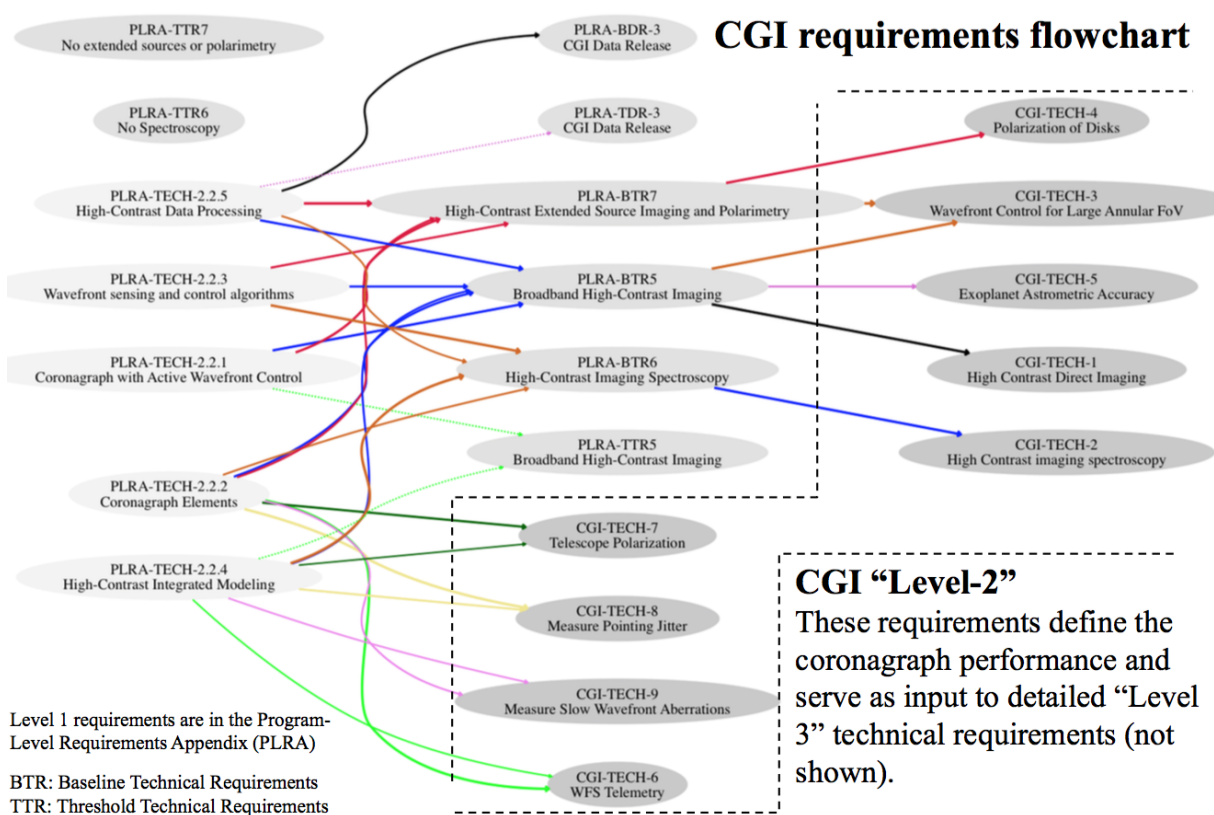 CGI requirements flowchart
PLRA-TTR7
No extended sources or polarimetry
PLRA-BDR-3
CGI Data Release
PLRA-TTR6
No Spectroscopy
PLRA-TDR-3
CGI Data Release
CGI-TECH-4
Polarization of Disks
PLRA-TECH-2.2.5
High-Contrast Data Processing
PLRA-BTR7
High-Contrast Extended Source Imaging and Polarimetry
CGI-TECH-3
Wavefront Control for Large Annular FoV
PLRA-TECH-2.2.3
Wavefront sensing and control algorithms
PLRA-BTR5
Broadband High-Contrast Imaging
CGI-TECH-5
Exoplanet Astrometric Accuracy
PLRA-TECH-2.2.1
Coronagraph with Active Wavefront Control
PLRA-BTR6
High-Contrast Imaging Spectroscopy
CGI-TECH-1
High Contrast Direct Imaging
PLRA-TTR5
Broadband High-Contrast Imaging
CGI-TECH-2
High Contrast imaging spectroscopy
PLRA-TECH-2.2.2
Coronagraph Elements
CGI-TECH-7
Telescope Polarization
PLRA-TECH-2.2.4
High-Contrast Integrated Modeling
CGI-TECH-8
Measure Pointing Jitter
CGI-TECH-9
Measure Slow Wavefront Aberrations
CGI-TECH-6
WFS Telemetry
CGI “Level-2”
These requirements define the
coronagraph performance and
serve as input to detailed “Level
3” technical requirements (not
shown).
Level 1 requirements are in the Program-
Level Requirements Appendix (PLRA)
BTR: Baseline Technical Requirements
TTR: Threshold Technical Requirements